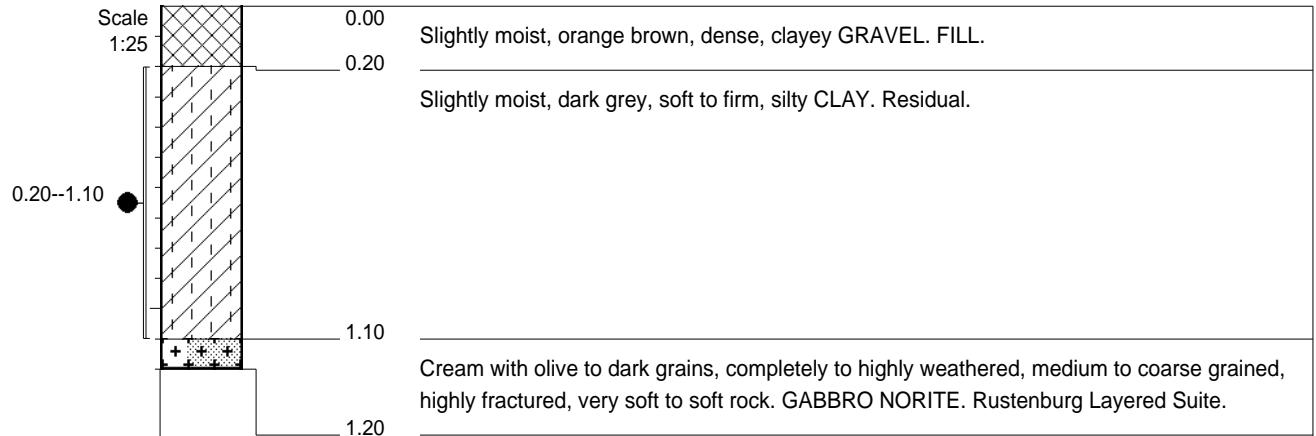 Scale
1:25
0.00
Slightly moist, orange brown, dense, clayey GRAVEL. FILL.
0.20
Slightly moist, dark grey, soft to firm, silty CLAY. Residual.
0.20--1.10
1.10
Cream with olive to dark grains, completely to highly weathered, medium to coarse grained,
highly fractured, very soft to soft rock. GABBRO NORITE. Rustenburg Layered Suite.
1.20